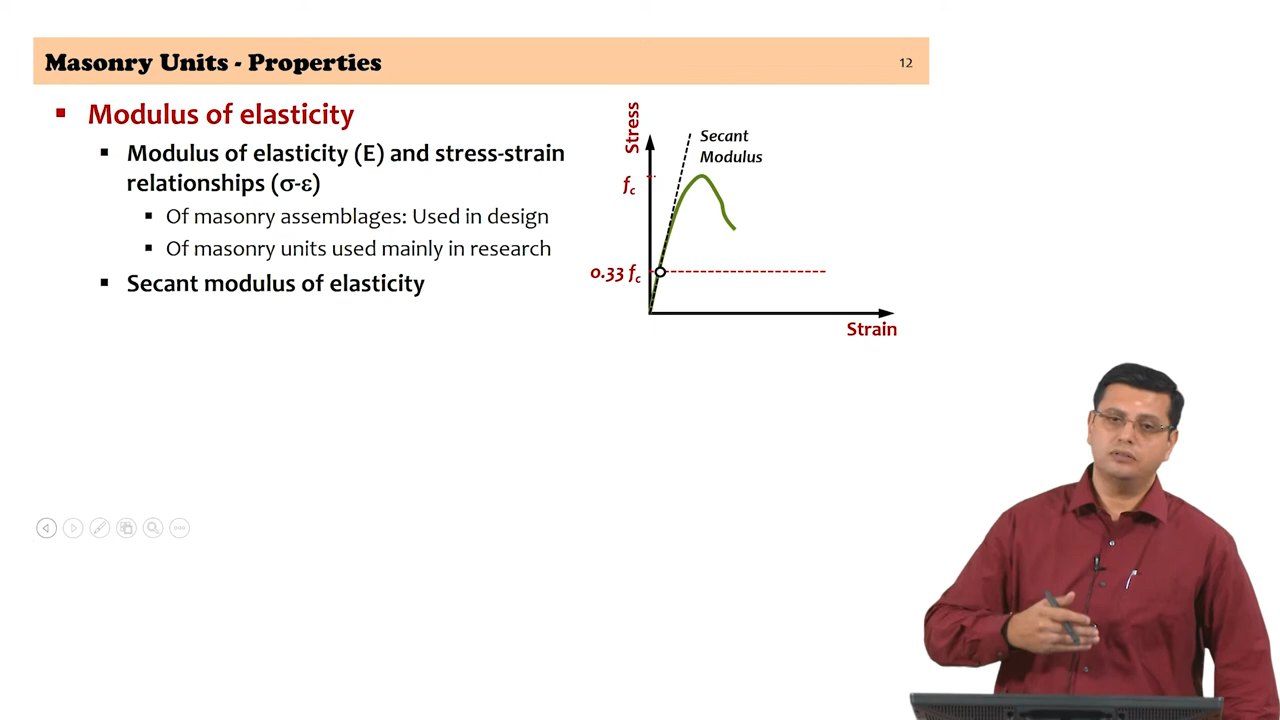 Masonry Units - Properties
12
Modulus of elasticity
Modulus of elasticity (E) and stress-strain
relationships (σ-ε)
Of masonry assemblages: Used in design
Of masonry units used mainly in research
Secant modulus of elasticity
Stress
Secant
Modulus
fc
0.33 fc
Strain